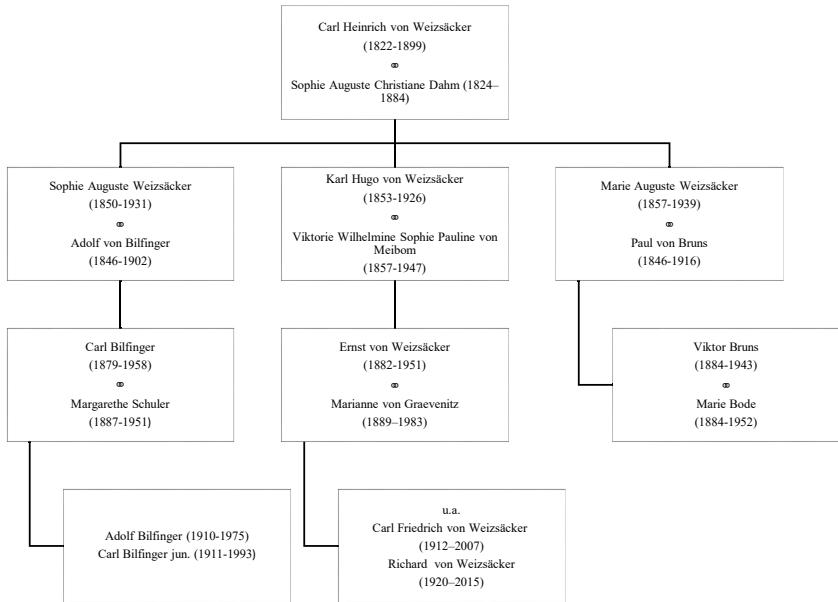 Carl Heinrich von Weizsäcker
(1822-1899)
⚭
Sophie Auguste Christiane Dahm (1824–
1884)
Sophie Auguste Weizsäcker
(1850-1931)
⚭
Adolf von Bilfinger
(1846-1902)
Karl Hugo von Weizsäcker
(1853-1926)
⚭
Viktorie Wilhelmine Sophie Pauline von
Meibom
(1857-1947)
Marie Auguste Weizsäcker
(1857-1939)
⚭
Paul von Bruns
(1846-1916)
Carl Bilfinger
(1879-1958)
⚭
Margarethe Schuler
(1887-1951)
Ernst von Weizsäcker
(1882-1951)
⚭
Marianne von Graevenitz
(1889–1983)
Viktor Bruns
(1884-1943)
⚭
Marie Bode
(1884-1952)
Adolf Bilfinger (1910-1975)
Carl Bilfinger jun. (1911-1993)
u.a.
Carl Friedrich von Weizsäcker
(1912–2007)
Richard von Weizsäcker
(1920–2015)